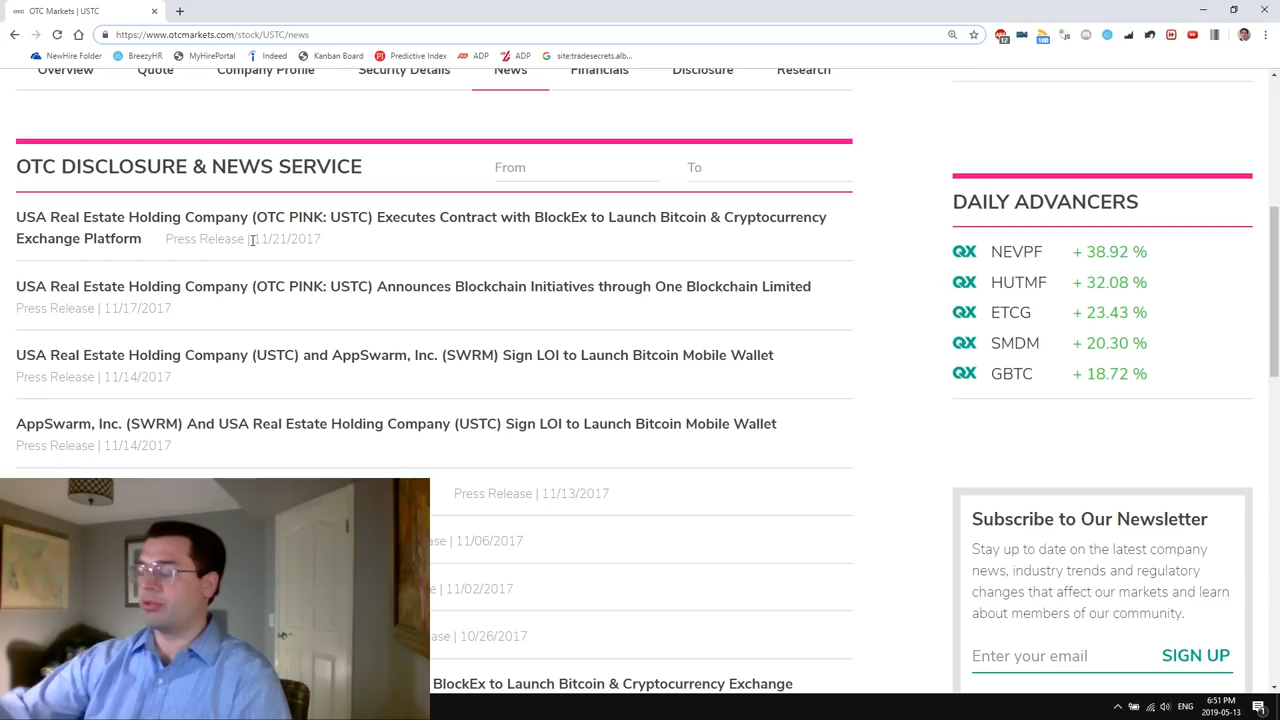 OTC Markets | USTC
https://www.otcmarkets.com/stock/USTC/news
NewHire Folder BreezyHR MyHirePortal Indeed Kanban Board Predictive Index ADP ADP site:tradesecrets.alb...
Overview Quote Company Profile Security Details News Financials Disclosure Research
OTC DISCLOSURE & NEWS SERVICE From To
USA Real Estate Holding Company (OTC PINK: USTC) Executes Contract with BlockEx to Launch Bitcoin & Cryptocurrency
Exchange Platform Press Release | 11/21/2017
USA Real Estate Holding Company (OTC PINK: USTC) Announces Blockchain Initiatives through One Blockchain Limited
Press Release | 11/17/2017
USA Real Estate Holding Company (USTC) and AppSwarm, Inc. (SWRM) Sign LOI to Launch Bitcoin Mobile Wallet
Press Release | 11/14/2017
AppSwarm, Inc. (SWRM) And USA Real Estate Holding Company (USTC) Sign LOI to Launch Bitcoin Mobile Wallet
Press Release | 11/14/2017
Press Release | 11/13/2017
ase | 11/06/2017
e | 11/02/2017
ase | 10/26/2017
BlockEx to Launch Bitcoin & Cryptocurrency Exchange
DAILY ADVANCERS
QX NEVPF + 38.92 %
QX HUTMF + 32.08 %
QX ETCG + 23.43 %
QX SMDM + 20.30 %
QX GBTC + 18.72 %
Subscribe to Our Newsletter
Stay up to date on the latest company
news, industry trends and regulatory
changes that affect our markets and learn
about members of our community.
Enter your email SIGN UP
ENG
6:51 PM
2019-05-13